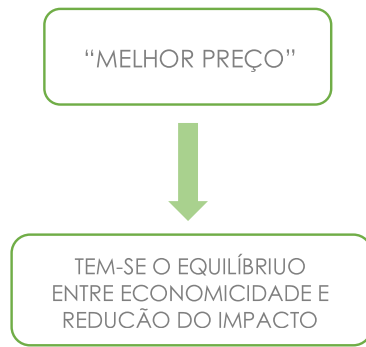 “MELHOR PREÇO”
TEM-SE O EQUILÍBRIUO
ENTRE ECONOMICIDADE E
REDUCÃO DO IMPACTO